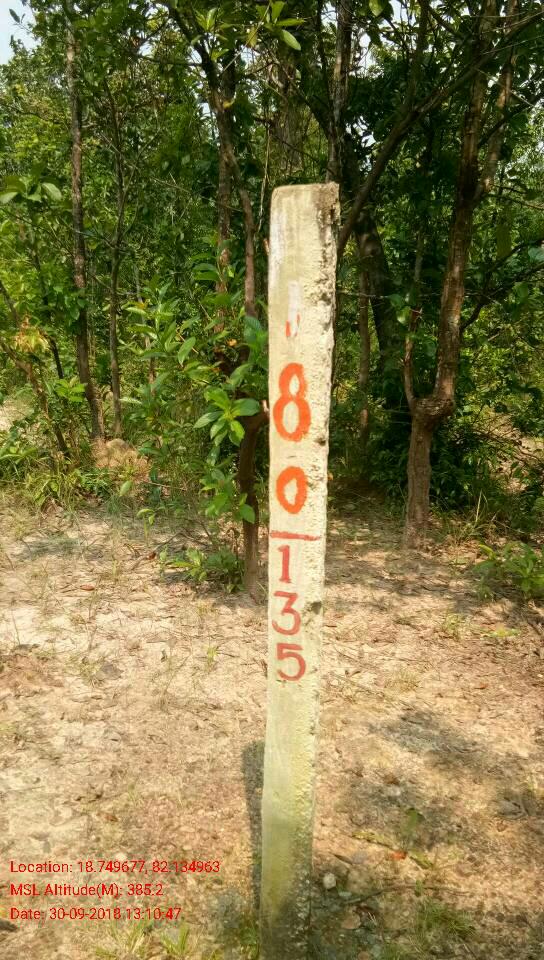 8
0
1
3
5
Location: 18.749677, 82.134963
MSL Altitude(M): 385.2
Date: 30-09-2018 13:10:47